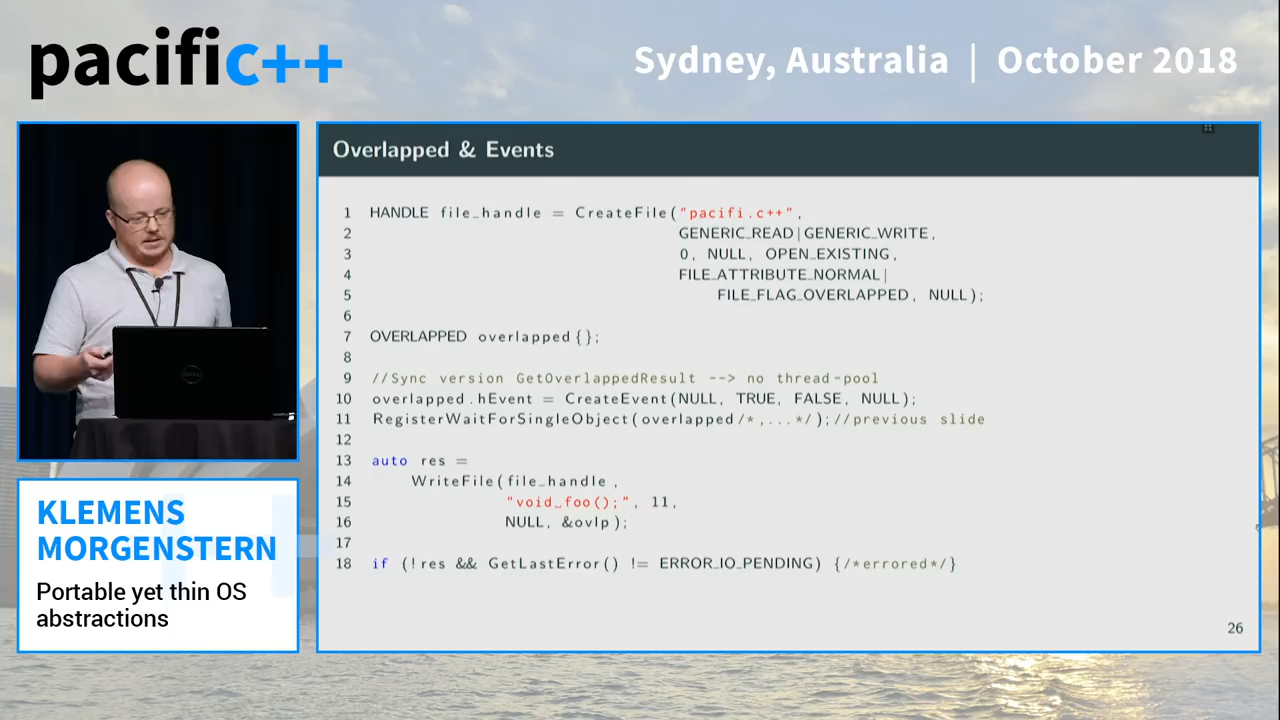 pacific++
Sydney, Australia | October 2018
Overlapped & Events
1 HANDLE file_handle = CreateFile("pacifi.c++",
2 GENERIC_READ|GENERIC_WRITE,
3 0, NULL, OPEN_EXISTING,
4 FILE_ATTRIBUTE_NORMAL|
5 FILE_FLAG_OVERLAPPED, NULL);
6
7 OVERLAPPED overlapped{};
8
9 //Sync version GetOverlappedResult --> no thread-pool
10 overlapped.hEvent = CreateEvent(NULL, TRUE, FALSE, NULL);
11 RegisterWaitForSingleObject(overlapped/*,...*/);//previous slide
12
13 auto res =
14 WriteFile(file_handle,
15 "void␣foo();", 11,
16 NULL, &ovlp);
17
18 if (!res && GetLastError() != ERROR_IO_PENDING) {/*errored*/}
26
KLEMENS
MORGENSTERN
Portable yet thin OS
abstractions
DELL